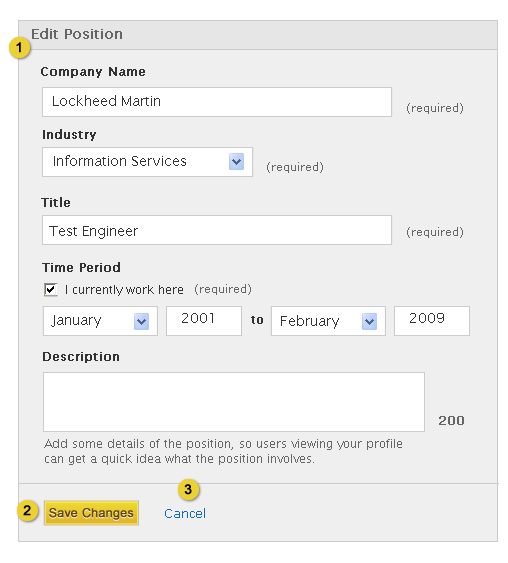 Edit Position
1
Company Name
Lockheed Martin
(required)
Industry
Information Services
(required)
Title
Test Engineer
(required)
Time Period
I currently work here (required)
January 2001 to February 2009
Description
200
Add some details of the position, so users viewing your profile
can get a quick idea what the position involves.
3
2 Save Changes Cancel